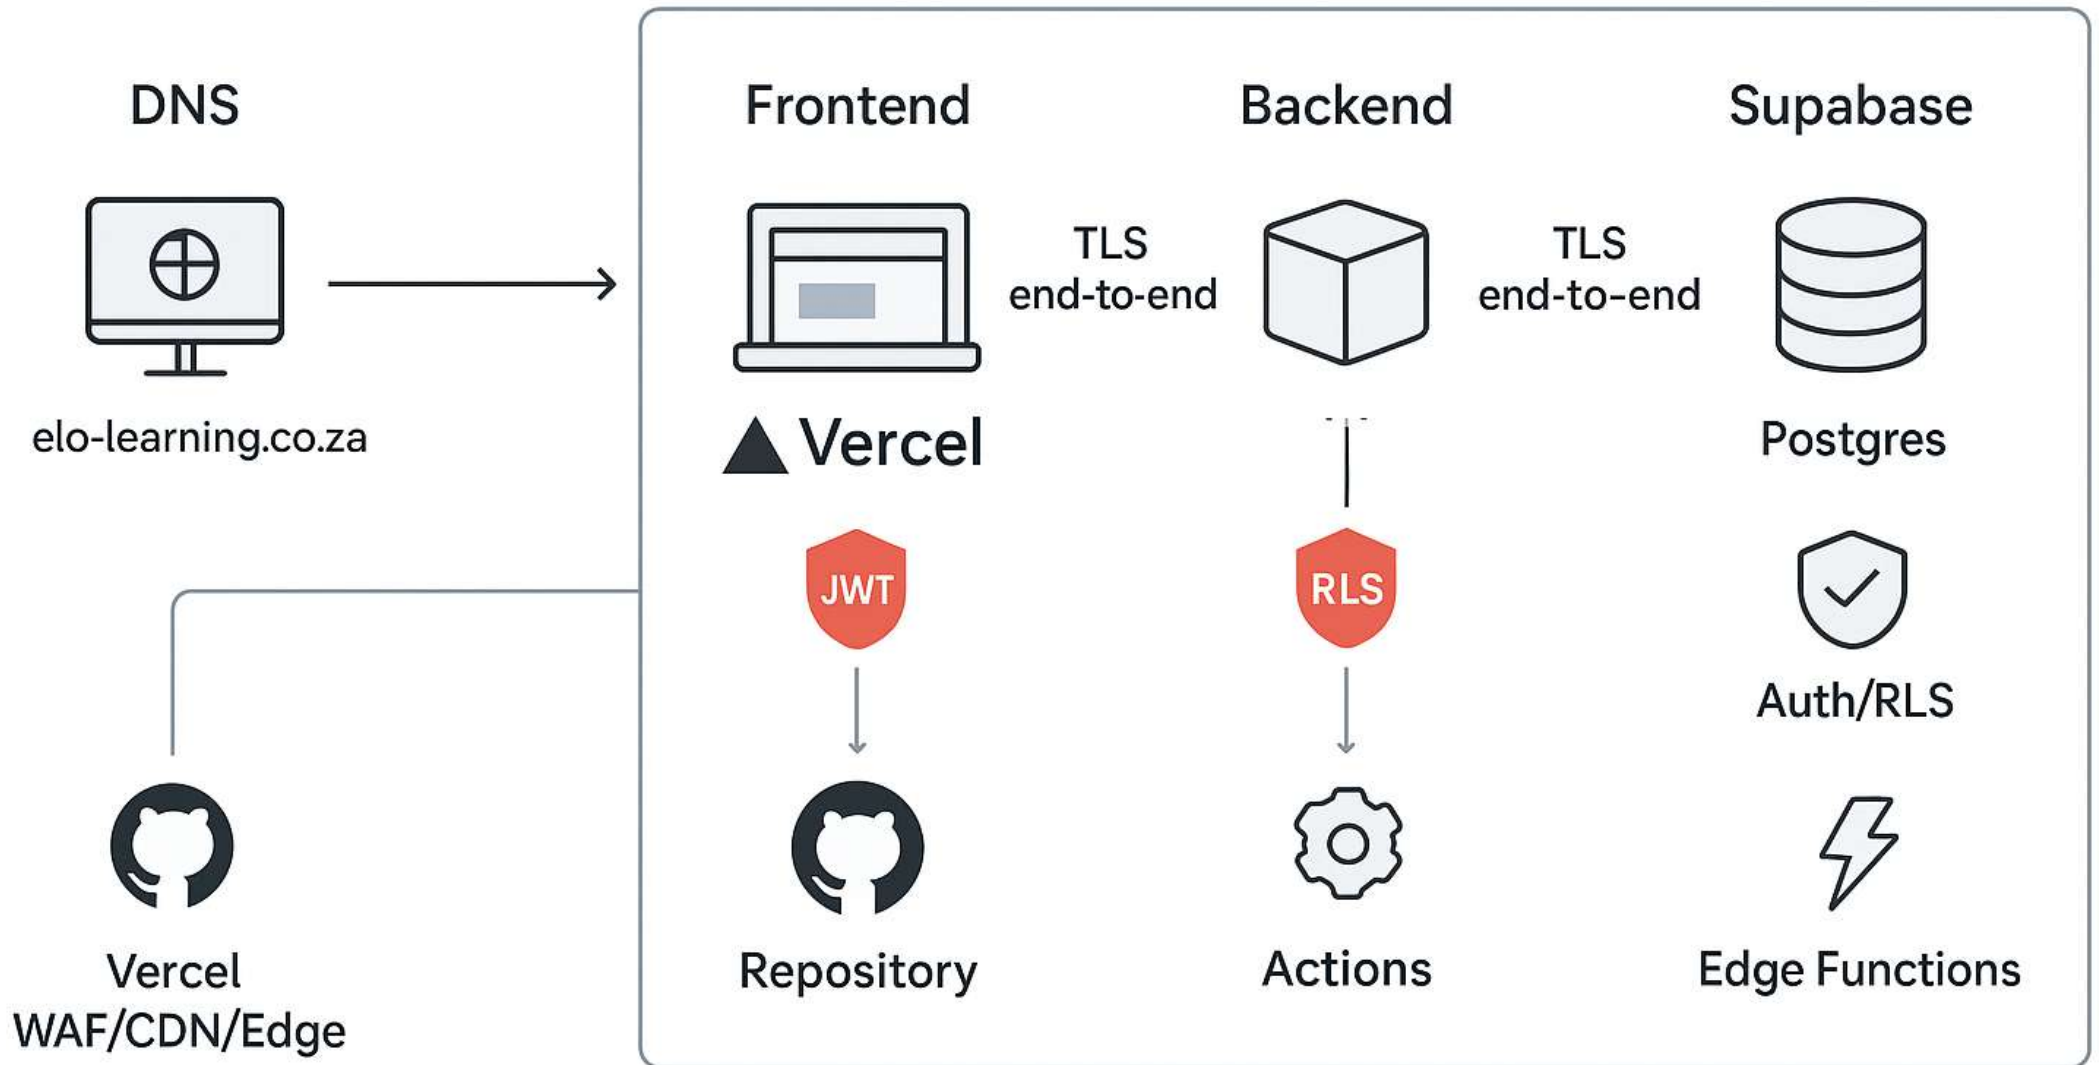 DNS
Frontend
Backend
Supabase
TLS
end-to-end
TLS
end-to-end
elo-learning.co.za
Vercel
Postgres
JWT
RLS
Auth/RLS
Vercel
WAF/CDN/Edge
Repository
Actions
Edge Functions